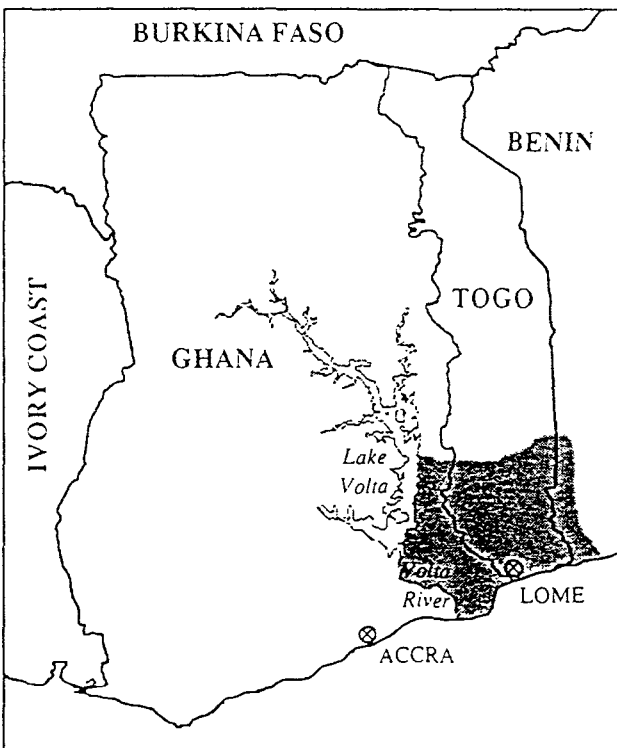 BURKINA FASO
BENIN
IVORY COAST
TOGO
GHANA
Lake
Volta
Volta
River
LOME
ACCRA